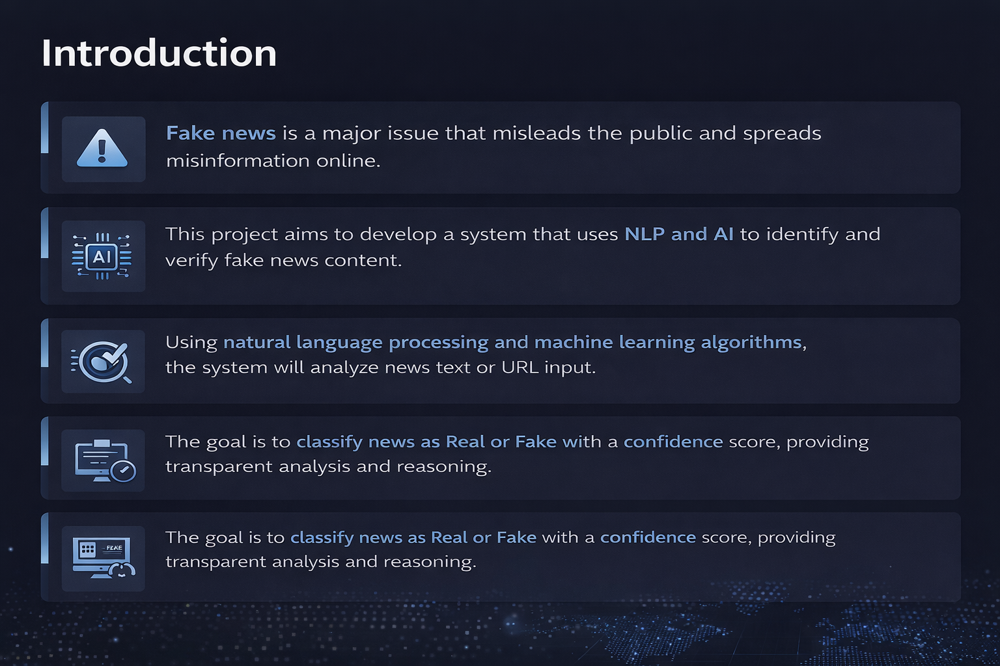 Introduction
Fake news is a major issue that misleads the public and spreads
misinformation online.
AI
This project aims to develop a system that uses NLP and AI to identify and
verify fake news content.
Using natural language processing and machine learning algorithms,
the system will analyze news text or URL input.
The goal is to classify news as Real or Fake with a confidence score, providing
transparent analysis and reasoning.
The goal is to classify news as Real or Fake with a confidence score, providing
transparent analysis and reasoning.